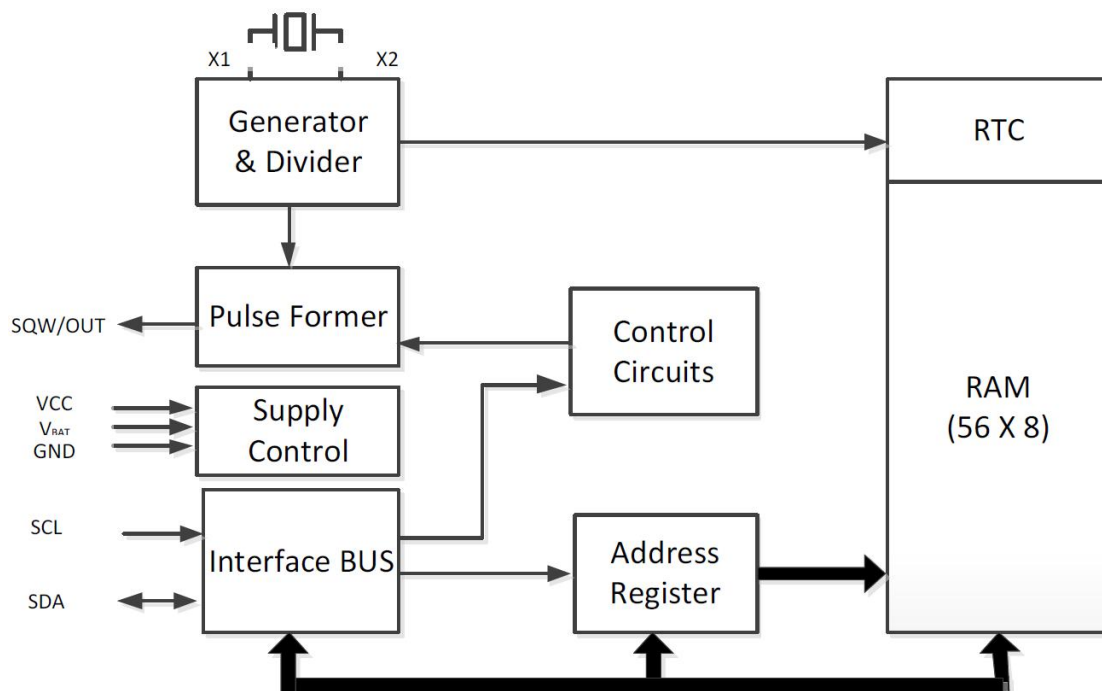 X1
X2
Generator
& Divider
RTC
Pulse Former
SQW/OUT
Control
Circuits
RAM
(56 X 8)
VCC
VBAT
GND
Supply
Control
SCL
Interface BUS
SDA
Address
Register